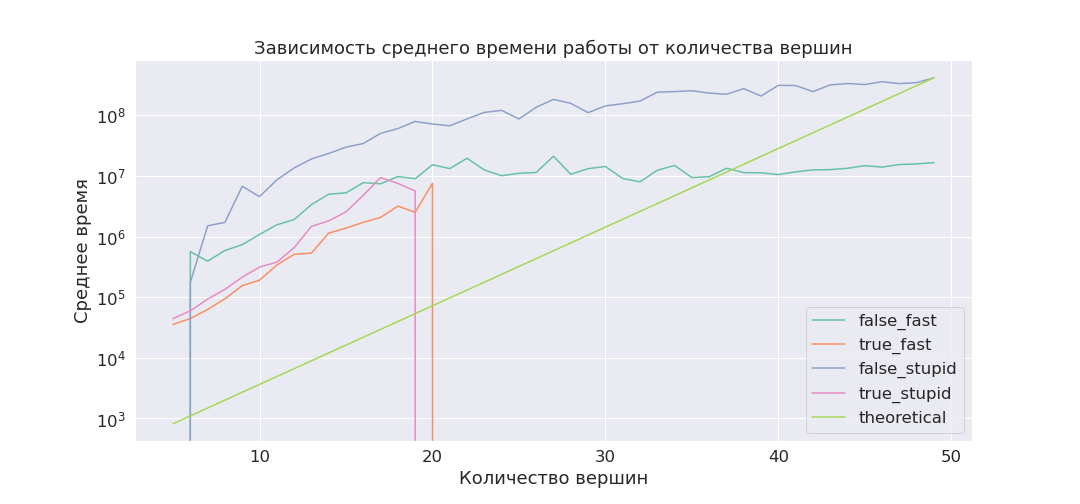 Зависимость среднего времени работы от количества вершин
Среднее время
10^8
10^7
10^6
10^5
10^4
10^3
10
20
30
40
50
Количество вершин
false_fast
true_fast
false_stupid
true_stupid
theoretical